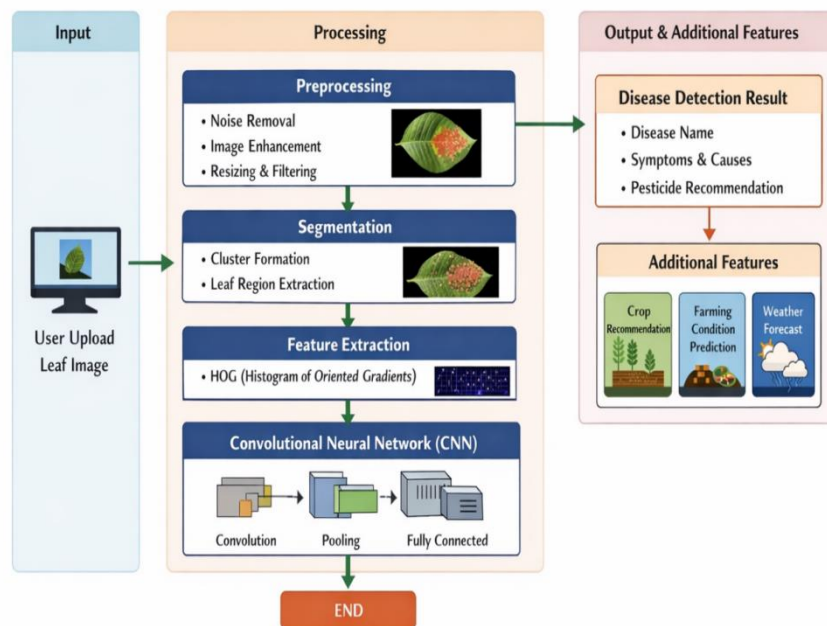 Input
User Upload
Leaf Image
Processing
Preprocessing
• Noise Removal
• Image Enhancement
• Resizing & Filtering
Segmentation
• Cluster Formation
• Leaf Region Extraction
Feature Extraction
• HOG (Histogram of Oriented Gradients)
Convolutional Neural Network (CNN)
Convolution
Pooling
Fully Connected
END
Output & Additional Features
Disease Detection Result
• Disease Name
• Symptoms & Causes
• Pesticide Recommendation
Additional Features
Crop
Recommendation
Farming
Condition
Prediction
Weather
Forecast